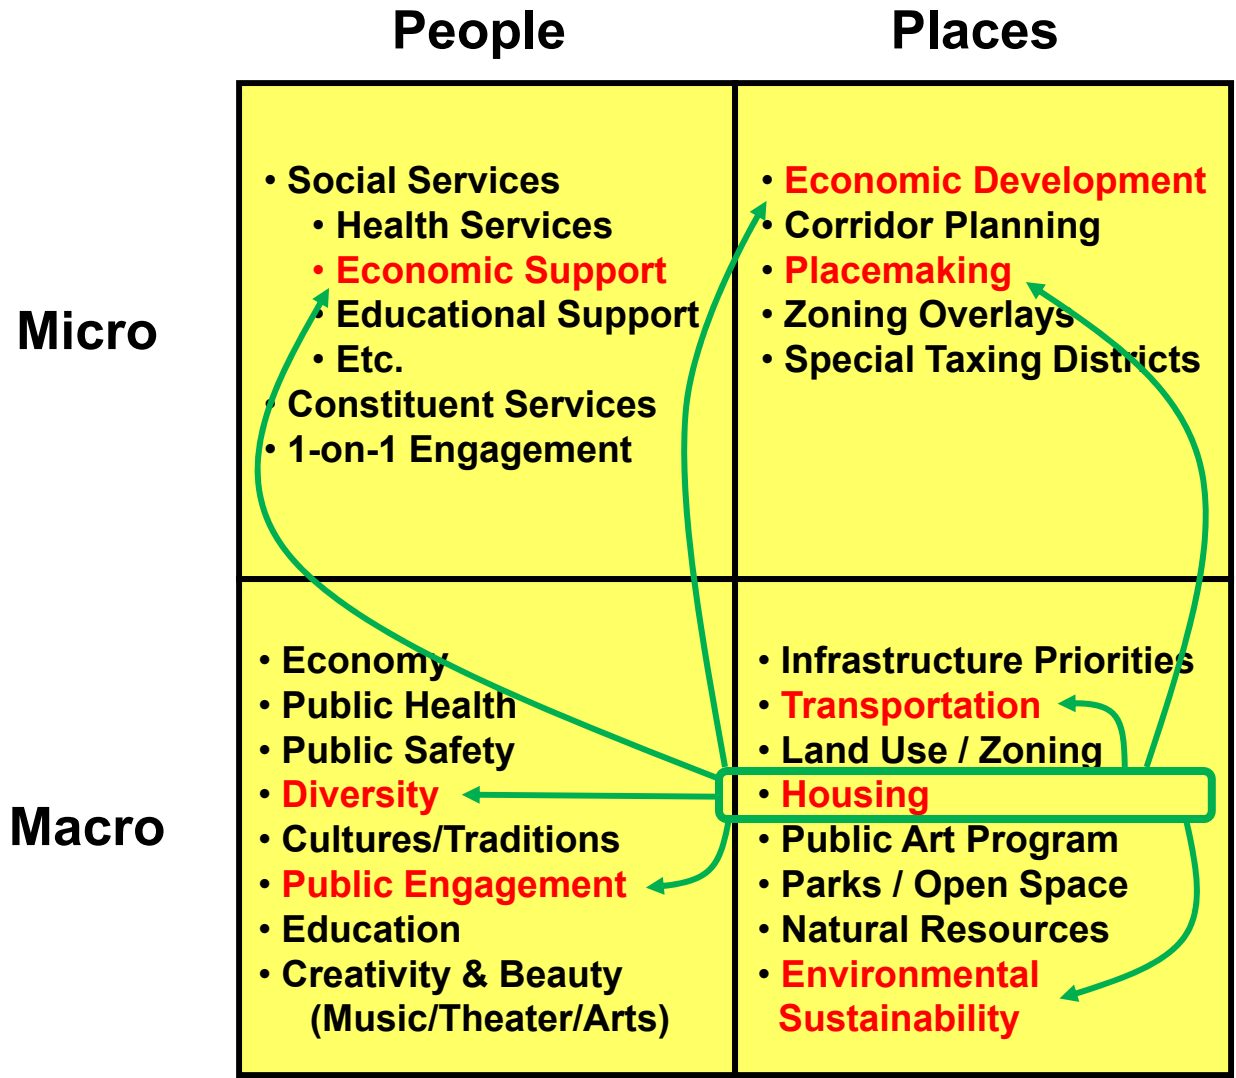 People
Places
Micro
• Social Services
• Health Services
• Economic Support
• Educational Support
• Etc.
• Constituent Services
• 1-on-1 Engagement
• Economic Development
• Corridor Planning
• Placemaking
• Zoning Overlays
• Special Taxing Districts
Macro
• Economy
• Public Health
• Public Safety
• Diversity
• Cultures/Traditions
• Public Engagement
• Education
• Creativity & Beauty
(Music/Theater/Arts)
• Infrastructure Priorities
• Transportation
• Land Use / Zoning
• Housing
• Public Art Program
• Parks / Open Space
• Natural Resources
• Environmental
Sustainability